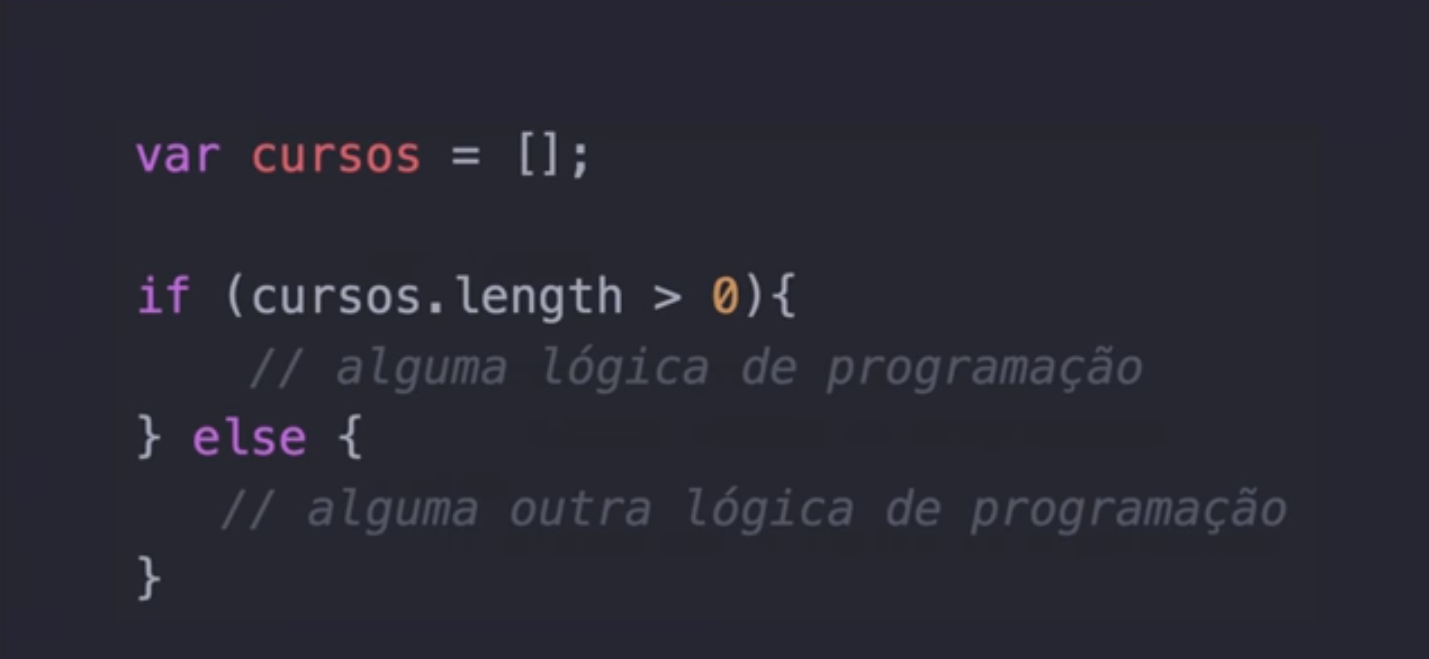 var cursos = [];
if (cursos.length > 0){
// alguma lógica de programação
} else {
// alguma outra lógica de programação
}